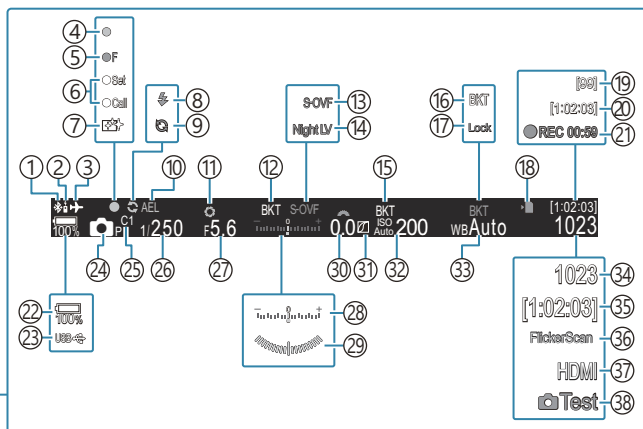 ④
⑤ F
⑥ Set
Call
⑦
⑧
⑨
⑬ S-OVF
⑭ Night LV
⑯ BKT
⑰ Lock
[99] ⑲
[1:02:03] ⑳
REC 00:59 ㉑
① ② ③ ⑩ ⑪ ⑫ ⑮ ⑱
AEL BKT S-OVF BKT BKT [1:02:03]
100% C1 P 1/250 F5.6 - 0 + 0.0 ISO Auto 200 WB Auto 1023
㉔ ㉕ ㉖ ㉗ ㉚ ㉛ ㉜ ㉝
㉒ 100%
㉓ USB
- 0 + ㉘
㉙
1023 ㉞
[1:02:03] ㉟
FlickerScan ㊱
HDMI ㊲
Test ㊳